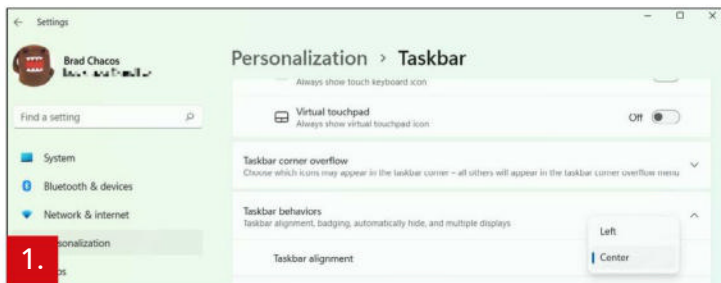 ← Settings
Brad Chacos
Personalization > Taskbar
Always show touch keyboard icon
Find a setting
Virtual touchpad
Always show virtual touchpad icon
Off
System
Taskbar corner overflow
Choose which icons may appear in the taskbar corner – all others will appear in the taskbar corner overflow menu
Bluetooth & devices
Network & internet
Taskbar behaviors
Taskbar alignment, badging, automatically hide, and multiple displays
Left
sonalization
Taskbar alignment
Center
1.